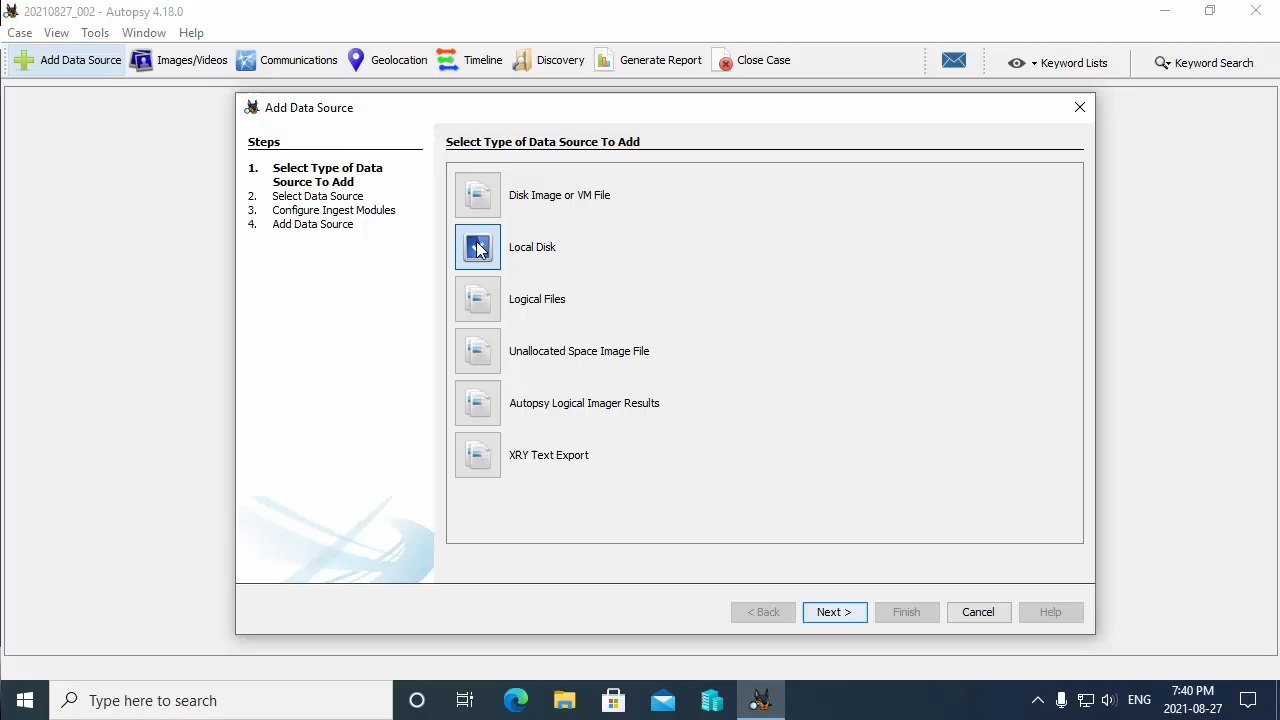 20210827_002 - Autopsy 4.18.0
Case View Tools Window Help
Add Data Source Images/Videos Communications Geolocation Timeline Discovery Generate Report Close Case Keyword Lists Keyword Search
Add Data Source
Steps
1. Select Type of Data
Source To Add
2. Select Data Source
3. Configure Ingest Modules
4. Add Data Source
Select Type of Data Source To Add
Disk Image or VM File
Local Disk
Logical Files
Unallocated Space Image File
Autopsy Logical Imager Results
XRY Text Export
< Back Next > Finish Cancel Help
Type here to search
ENG
7:40 PM
2021-08-27